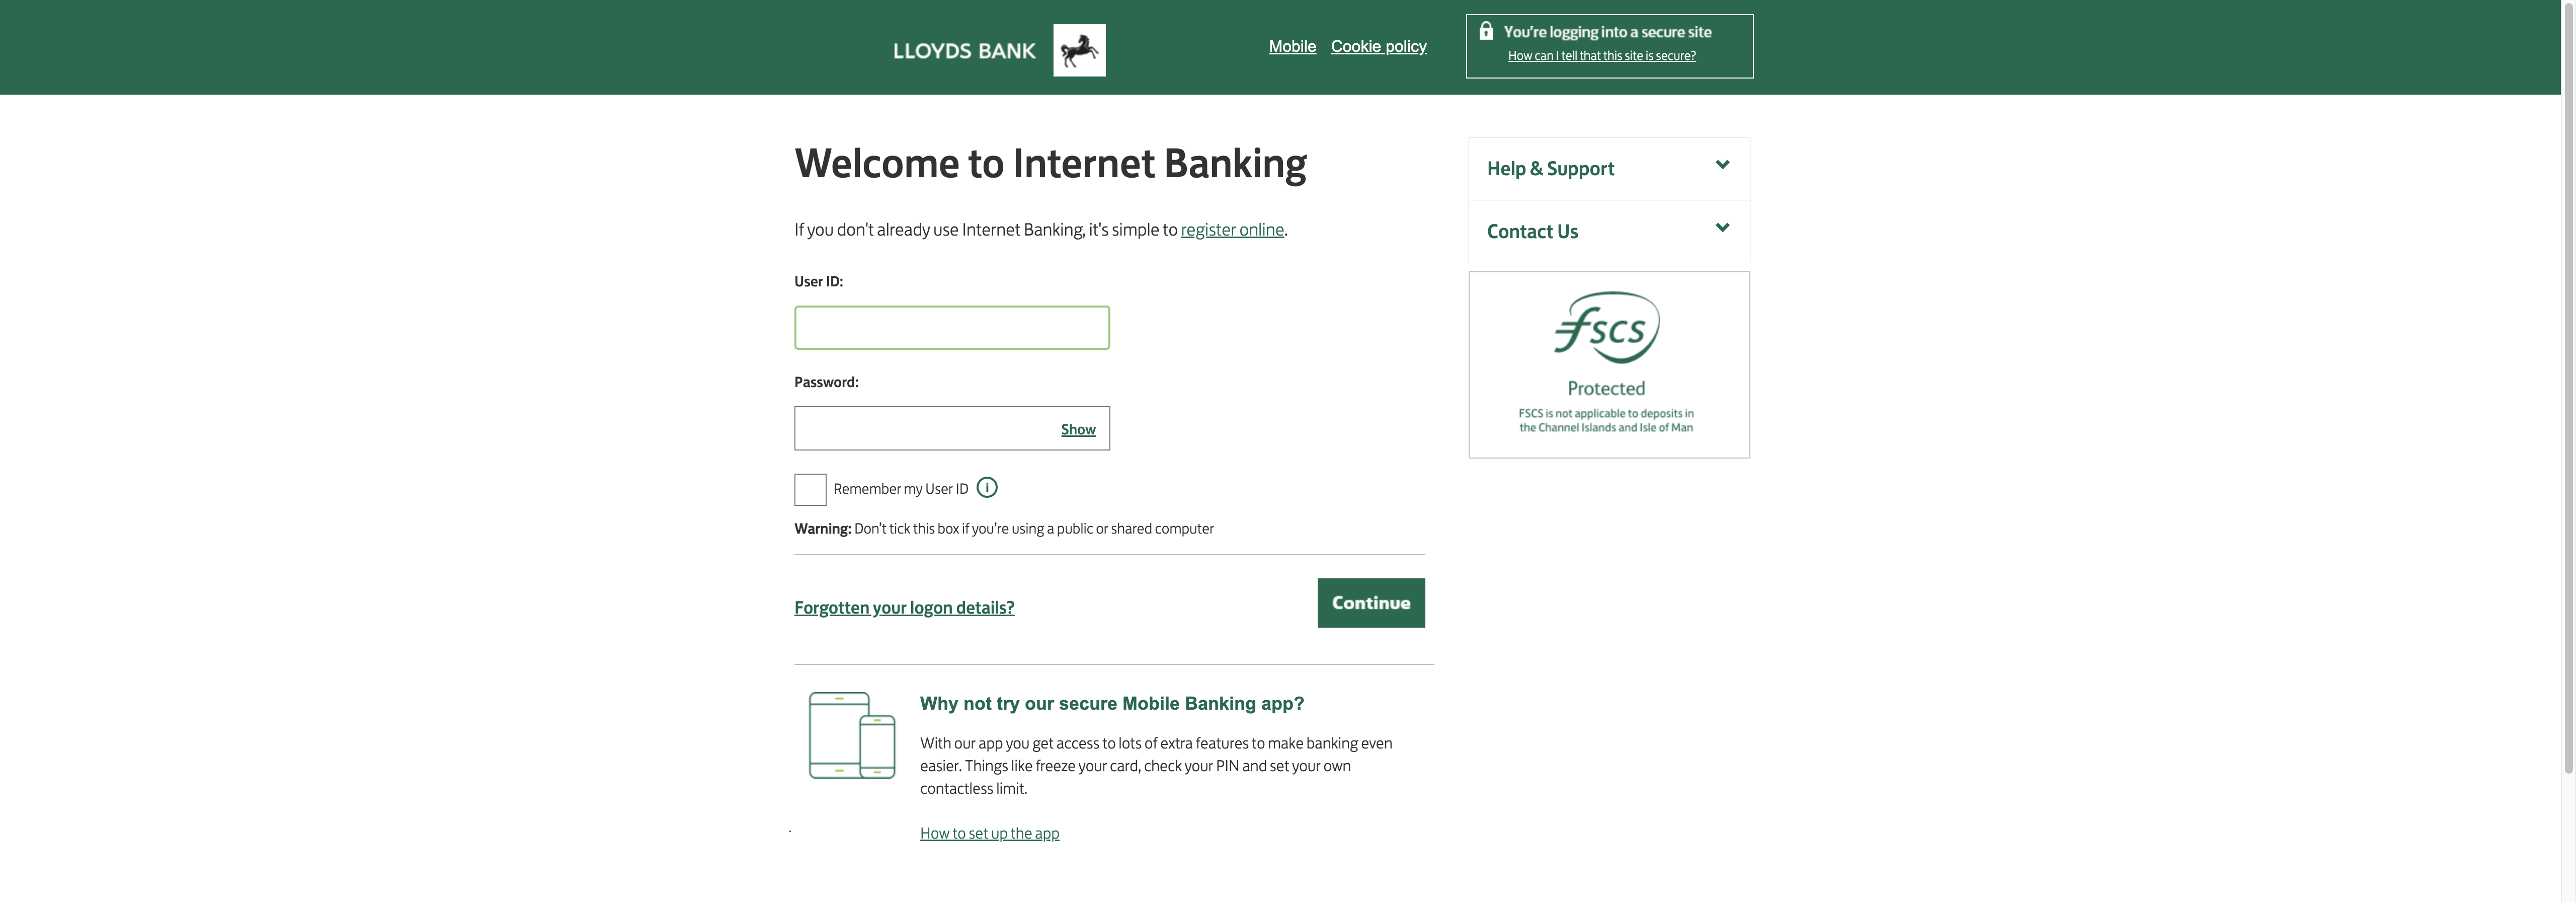 LLOYDS BANK
Mobile Cookie policy
You're logging into a secure site
How can I tell that this site is secure?
Welcome to Internet Banking
If you don't already use Internet Banking, it's simple to register online.
User ID:
Password:
Show
Remember my User ID i
Warning: Don't tick this box if you're using a public or shared computer
Forgotten your logon details?
Continue
Why not try our secure Mobile Banking app?
With our app you get access to lots of extra features to make banking even
easier. Things like freeze your card, check your PIN and set your own
contactless limit.
How to set up the app
Help & Support
Contact Us
fscs
Protected
FSCS is not applicable to deposits in
the Channel Islands and Isle of Man